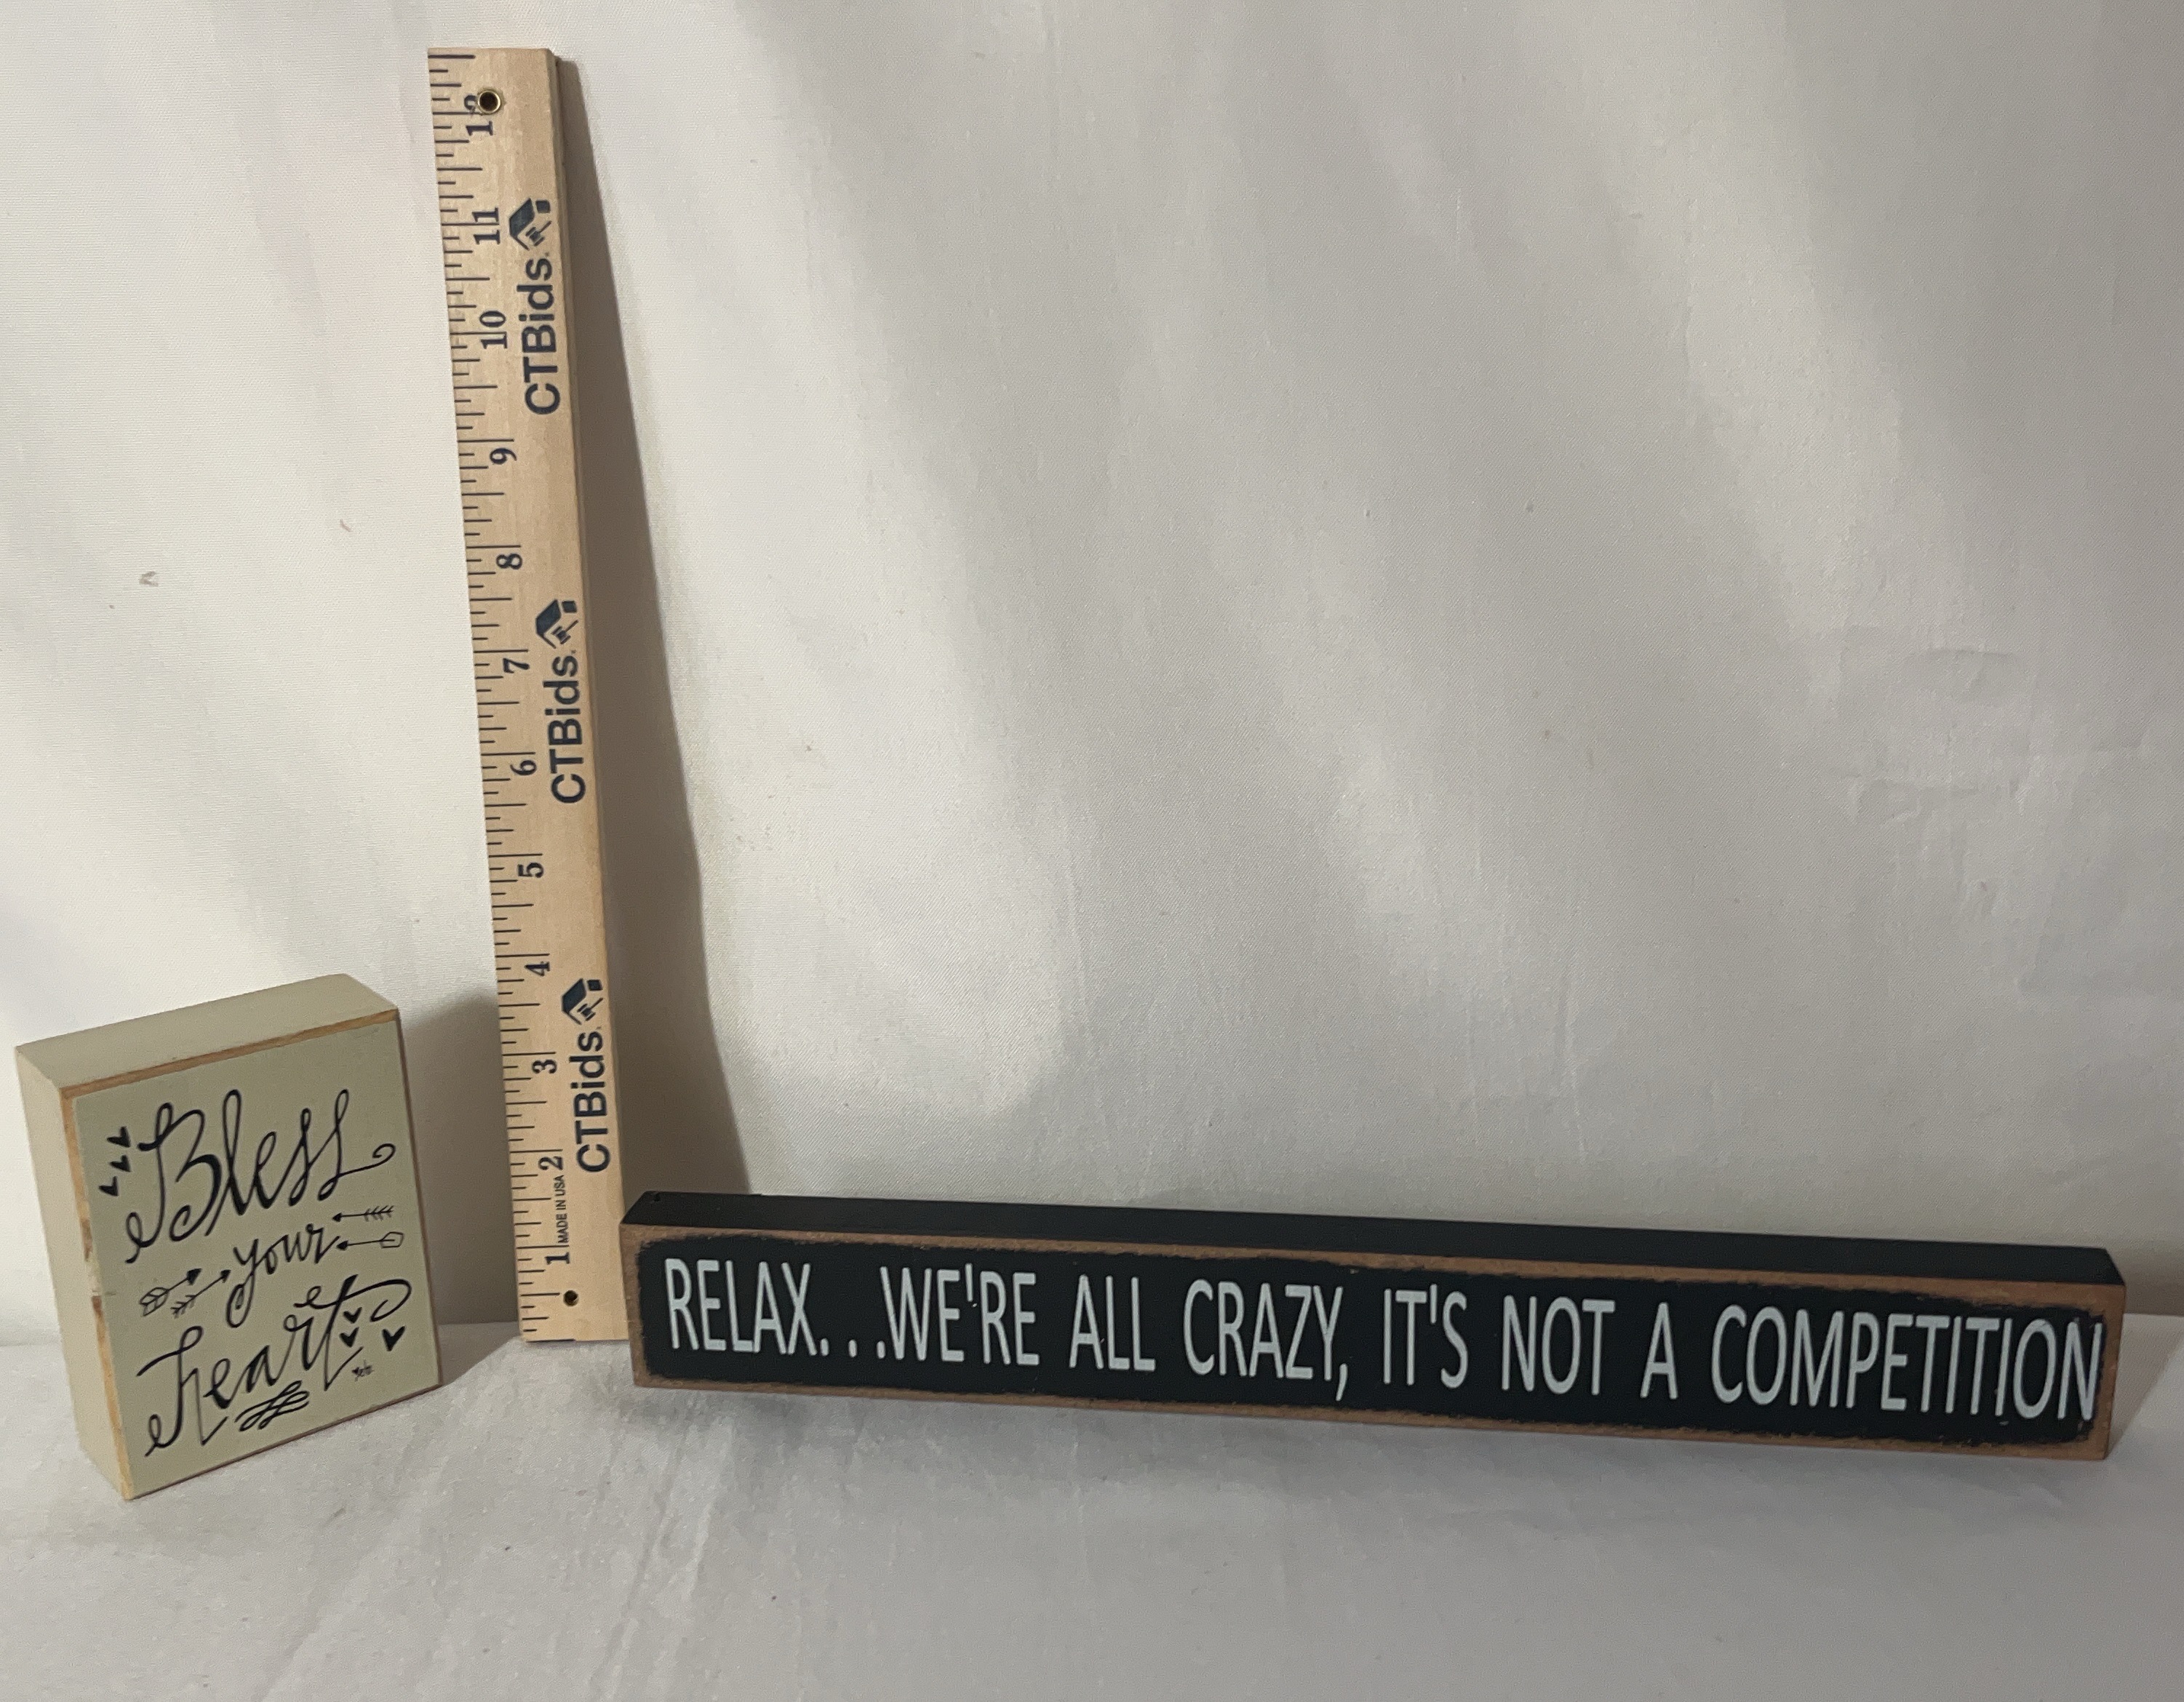 Bless
your
heart
12
11
10
9
8
7
6
5
4
3
2
1
MADE IN USA
CTBids.
CTBids.
CTBids.
RELAX...WE'RE ALL CRAZY, IT'S NOT A COMPETITION